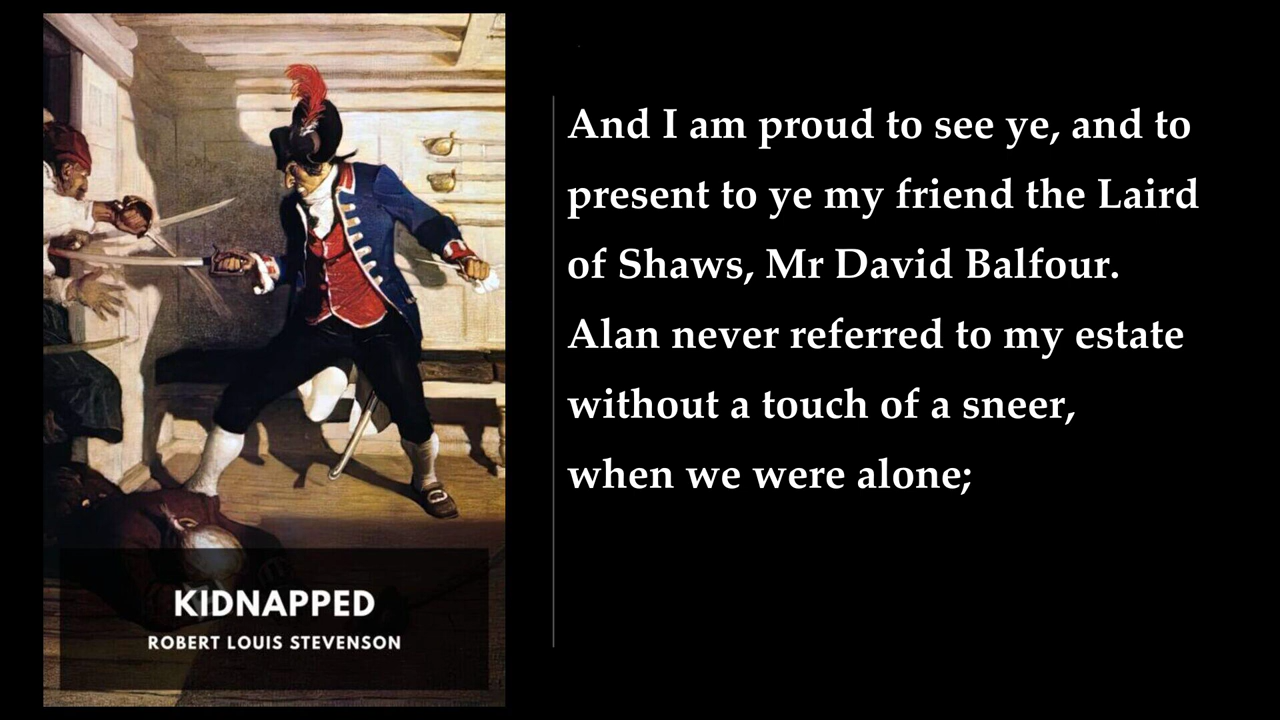 KIDNAPPED
ROBERT LOUIS STEVENSON
And I am proud to see ye, and to
present to ye my friend the Laird
of Shaws, Mr David Balfour.
Alan never referred to my estate
without a touch of a sneer,
when we were alone;